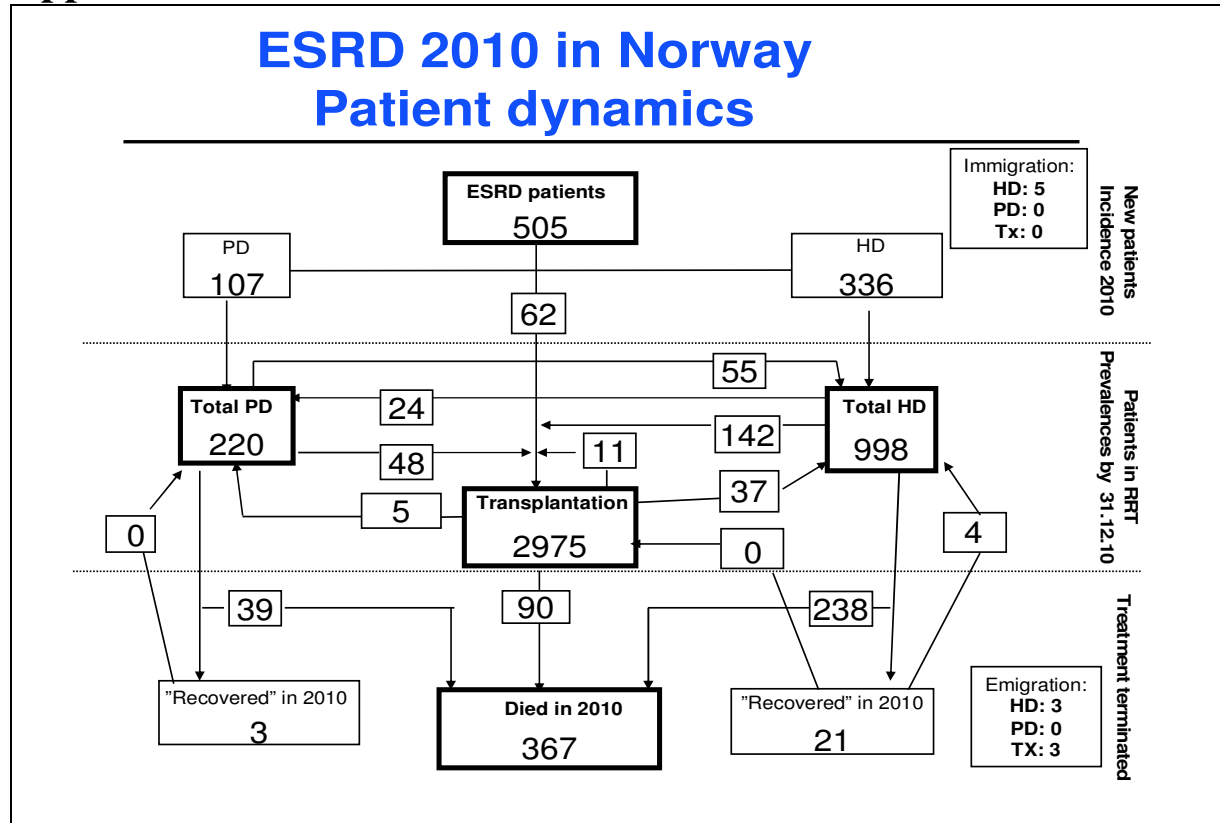 ESRD 2010 in Norway
Patient dynamics
Immigration:
HD: 5
PD: 0
Tx: 0
New patients
Incidence 2010
ESRD patients
505
PD
107
HD
336
62
Patients in RRT
Prevalences by 31.12.10
55
Total PD
220
24
Total HD
998
142
48
11
37
5
Transplantation
2975
0
0
4
Treatment terminated
39
90
238
"Recovered" in 2010
3
Died in 2010
367
"Recovered" in 2010
21
Emigration:
HD: 3
PD: 0
TX: 3